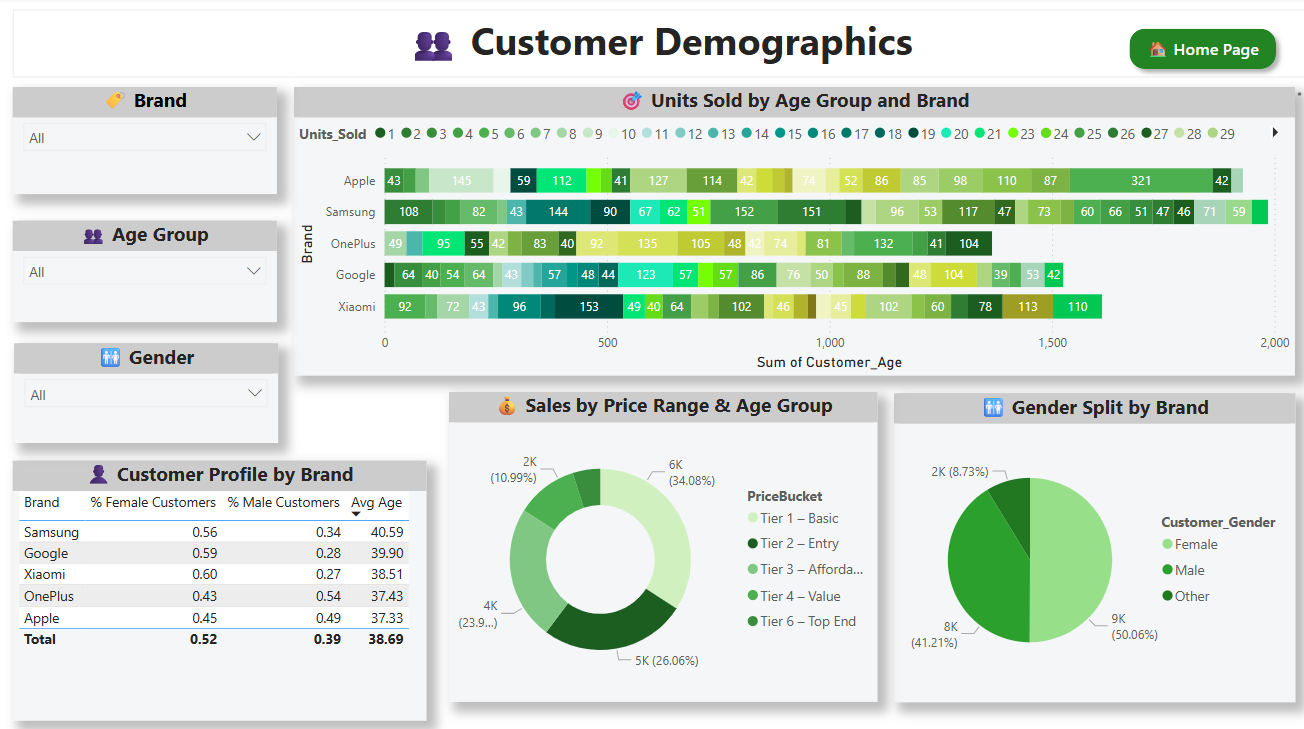 Customer Demographics
Home Page
Brand
All
Age Group
All
Gender
All
Units Sold by Age Group and Brand
Units_Sold 1 2 3 4 5 6 7 8 9 10 11 12 13 14 15 16 17 18 19 20 21 23 24 25 26 27 28 29
Brand
Apple 43 145 59 112 41 127 114 42 74 52 86 85 98 110 87 321 42
Samsung 108 82 43 144 90 67 62 51 152 151 96 53 117 47 73 60 66 51 47 46 71 59
OnePlus 49 95 55 42 83 40 92 135 105 48 42 74 81 132 41 104
Google 64 40 54 64 43 57 48 44 123 57 57 86 76 50 88 48 104 39 53 42
Xiaomi 92 72 43 96 153 49 40 64 102 46 45 102 60 78 113 110
0 500 1,000 1,500 2,000
Sum of Customer_Age
Customer Profile by Brand
Brand % Female Customers % Male Customers Avg Age
Samsung 0.56 0.34 40.59
Google 0.59 0.28 39.90
Xiaomi 0.60 0.27 38.51
OnePlus 0.43 0.54 37.43
Apple 0.45 0.49 37.33
Total 0.52 0.39 38.69
Sales by Price Range & Age Group
2K
(10.99%)
6K
(34.08%)
4K
(23.9...)
5K (26.06%)
PriceBucket
Tier 1 – Basic
Tier 2 – Entry
Tier 3 – Afforda...
Tier 4 – Value
Tier 6 – Top End
Gender Split by Brand
2K (8.73%)
8K
(41.21%)
9K
(50.06%)
Customer_Gender
Female
Male
Other